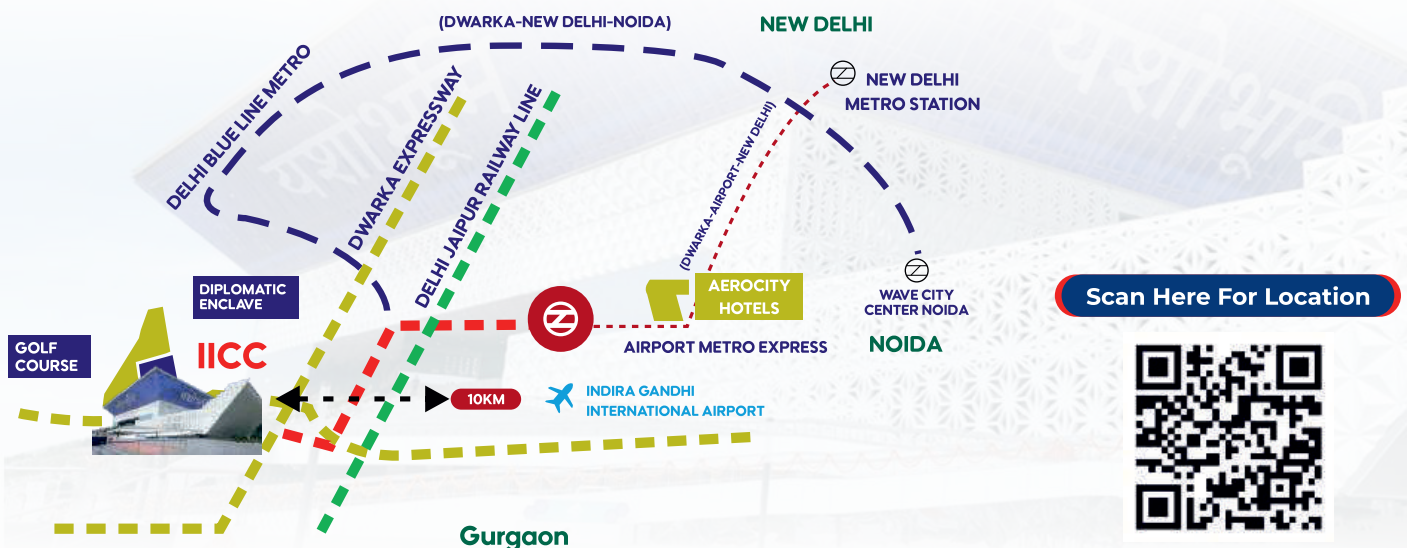 (DWARKA-NEW DELHI-NOIDA)
NEW DELHI
DELHI BLUE LINE METRO
DWARKA EXPRESSWAY
DELHI JAIPUR RAILWAY LINE
NEW DELHI
METRO STATION
(DWARKA-AIRPORT-NEW DELHI)
DIPLOMATIC
ENCLAVE
AEROCITY
HOTELS
WAVE CITY
CENTER NOIDA
NOIDA
Scan Here For Location
GOLF
COURSE
IICC
AIRPORT METRO EXPRESS
10KM
INDIRA GANDHI
INTERNATIONAL AIRPORT
Gurgaon
यशोभूमि
यशोभूमि